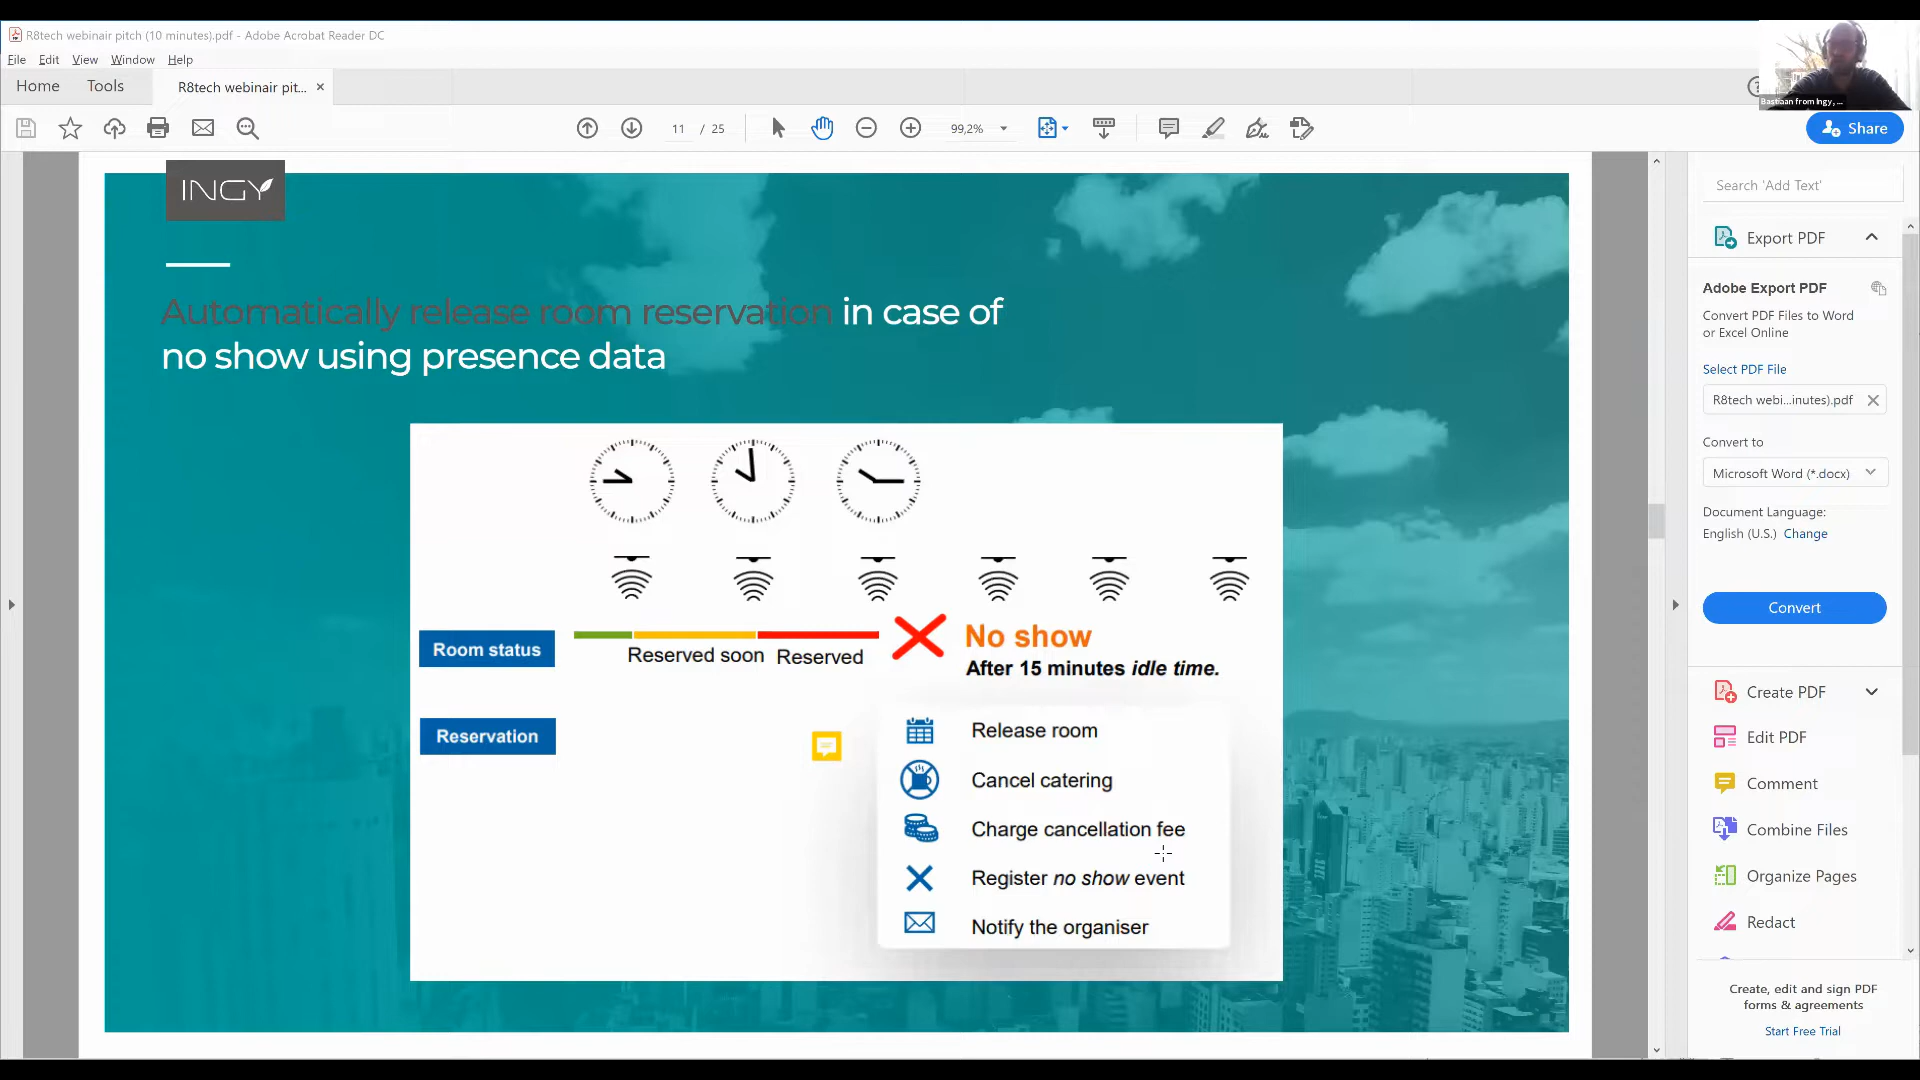 R8tech webinair pitch (10 minutes).pdf - Adobe Acrobat Reader DC
File Edit View Window Help
Home Tools R8tech webinair pit... ×
11 / 25 99,2%
Share
Bastiaan from Ingy, ...
INGY
Automatically release room reservation in case of
no show using presence data
Room status
Reserved soon Reserved
No show
After 15 minutes idle time.
Reservation
Release room
Cancel catering
Charge cancellation fee
Register no show event
Notify the organiser
Search 'Add Text'
Export PDF
Adobe Export PDF
Convert PDF Files to Word
or Excel Online
Select PDF File
R8tech webi...inutes).pdf
Convert to
Microsoft Word (*.docx)
Document Language:
English (U.S.) Change
Convert
Create PDF
Edit PDF
Comment
Combine Files
Organize Pages
Redact
Create, edit and sign PDF
forms & agreements
Start Free Trial